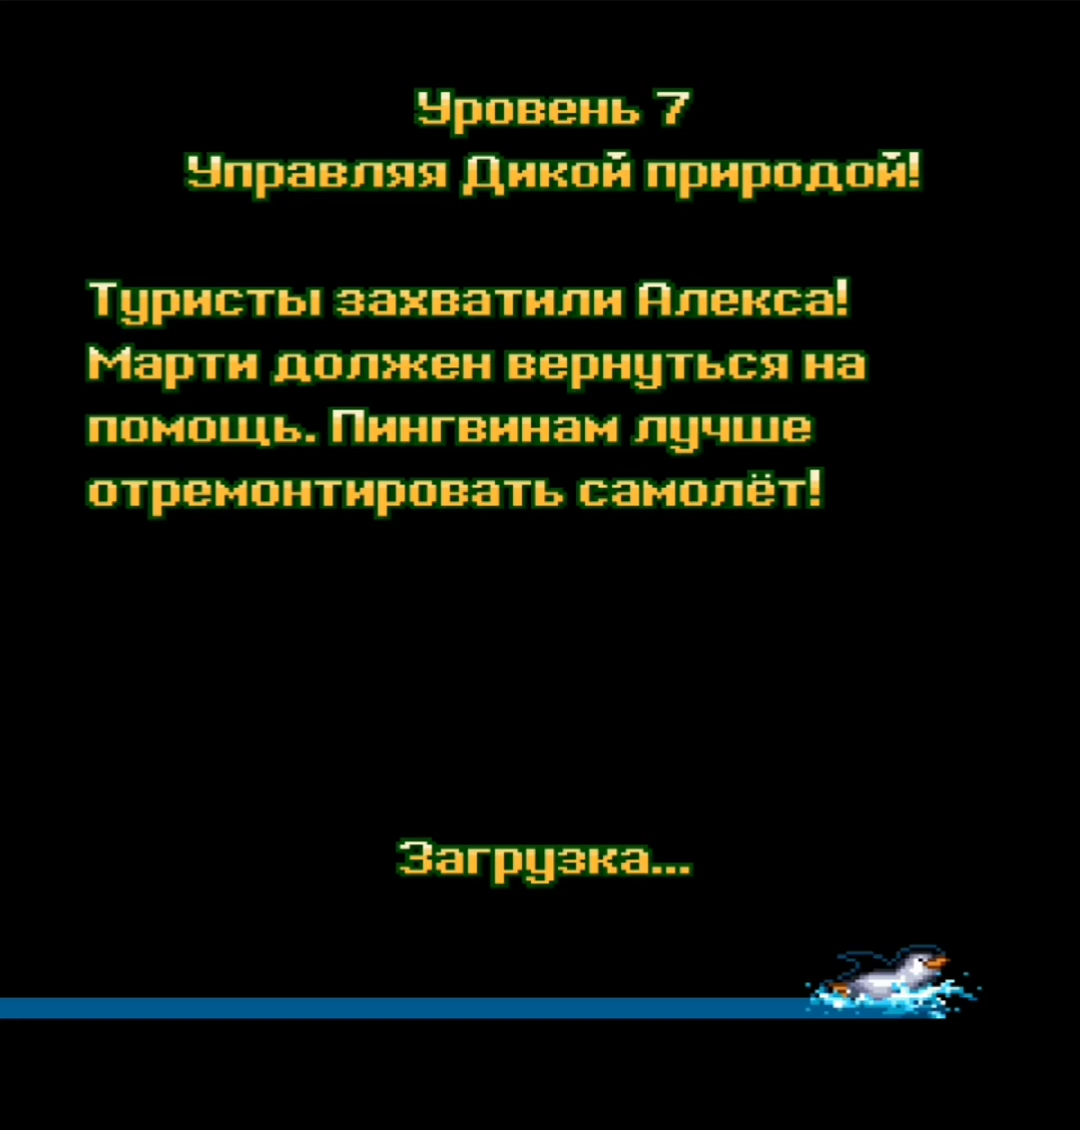 Уровень 7
Управляя Дикой природой!
Туристы захватили Алекса!
Марти должен вернуться на
помощь. Пингвинам лучше
отремонтировать самолёт!
Загрузка...